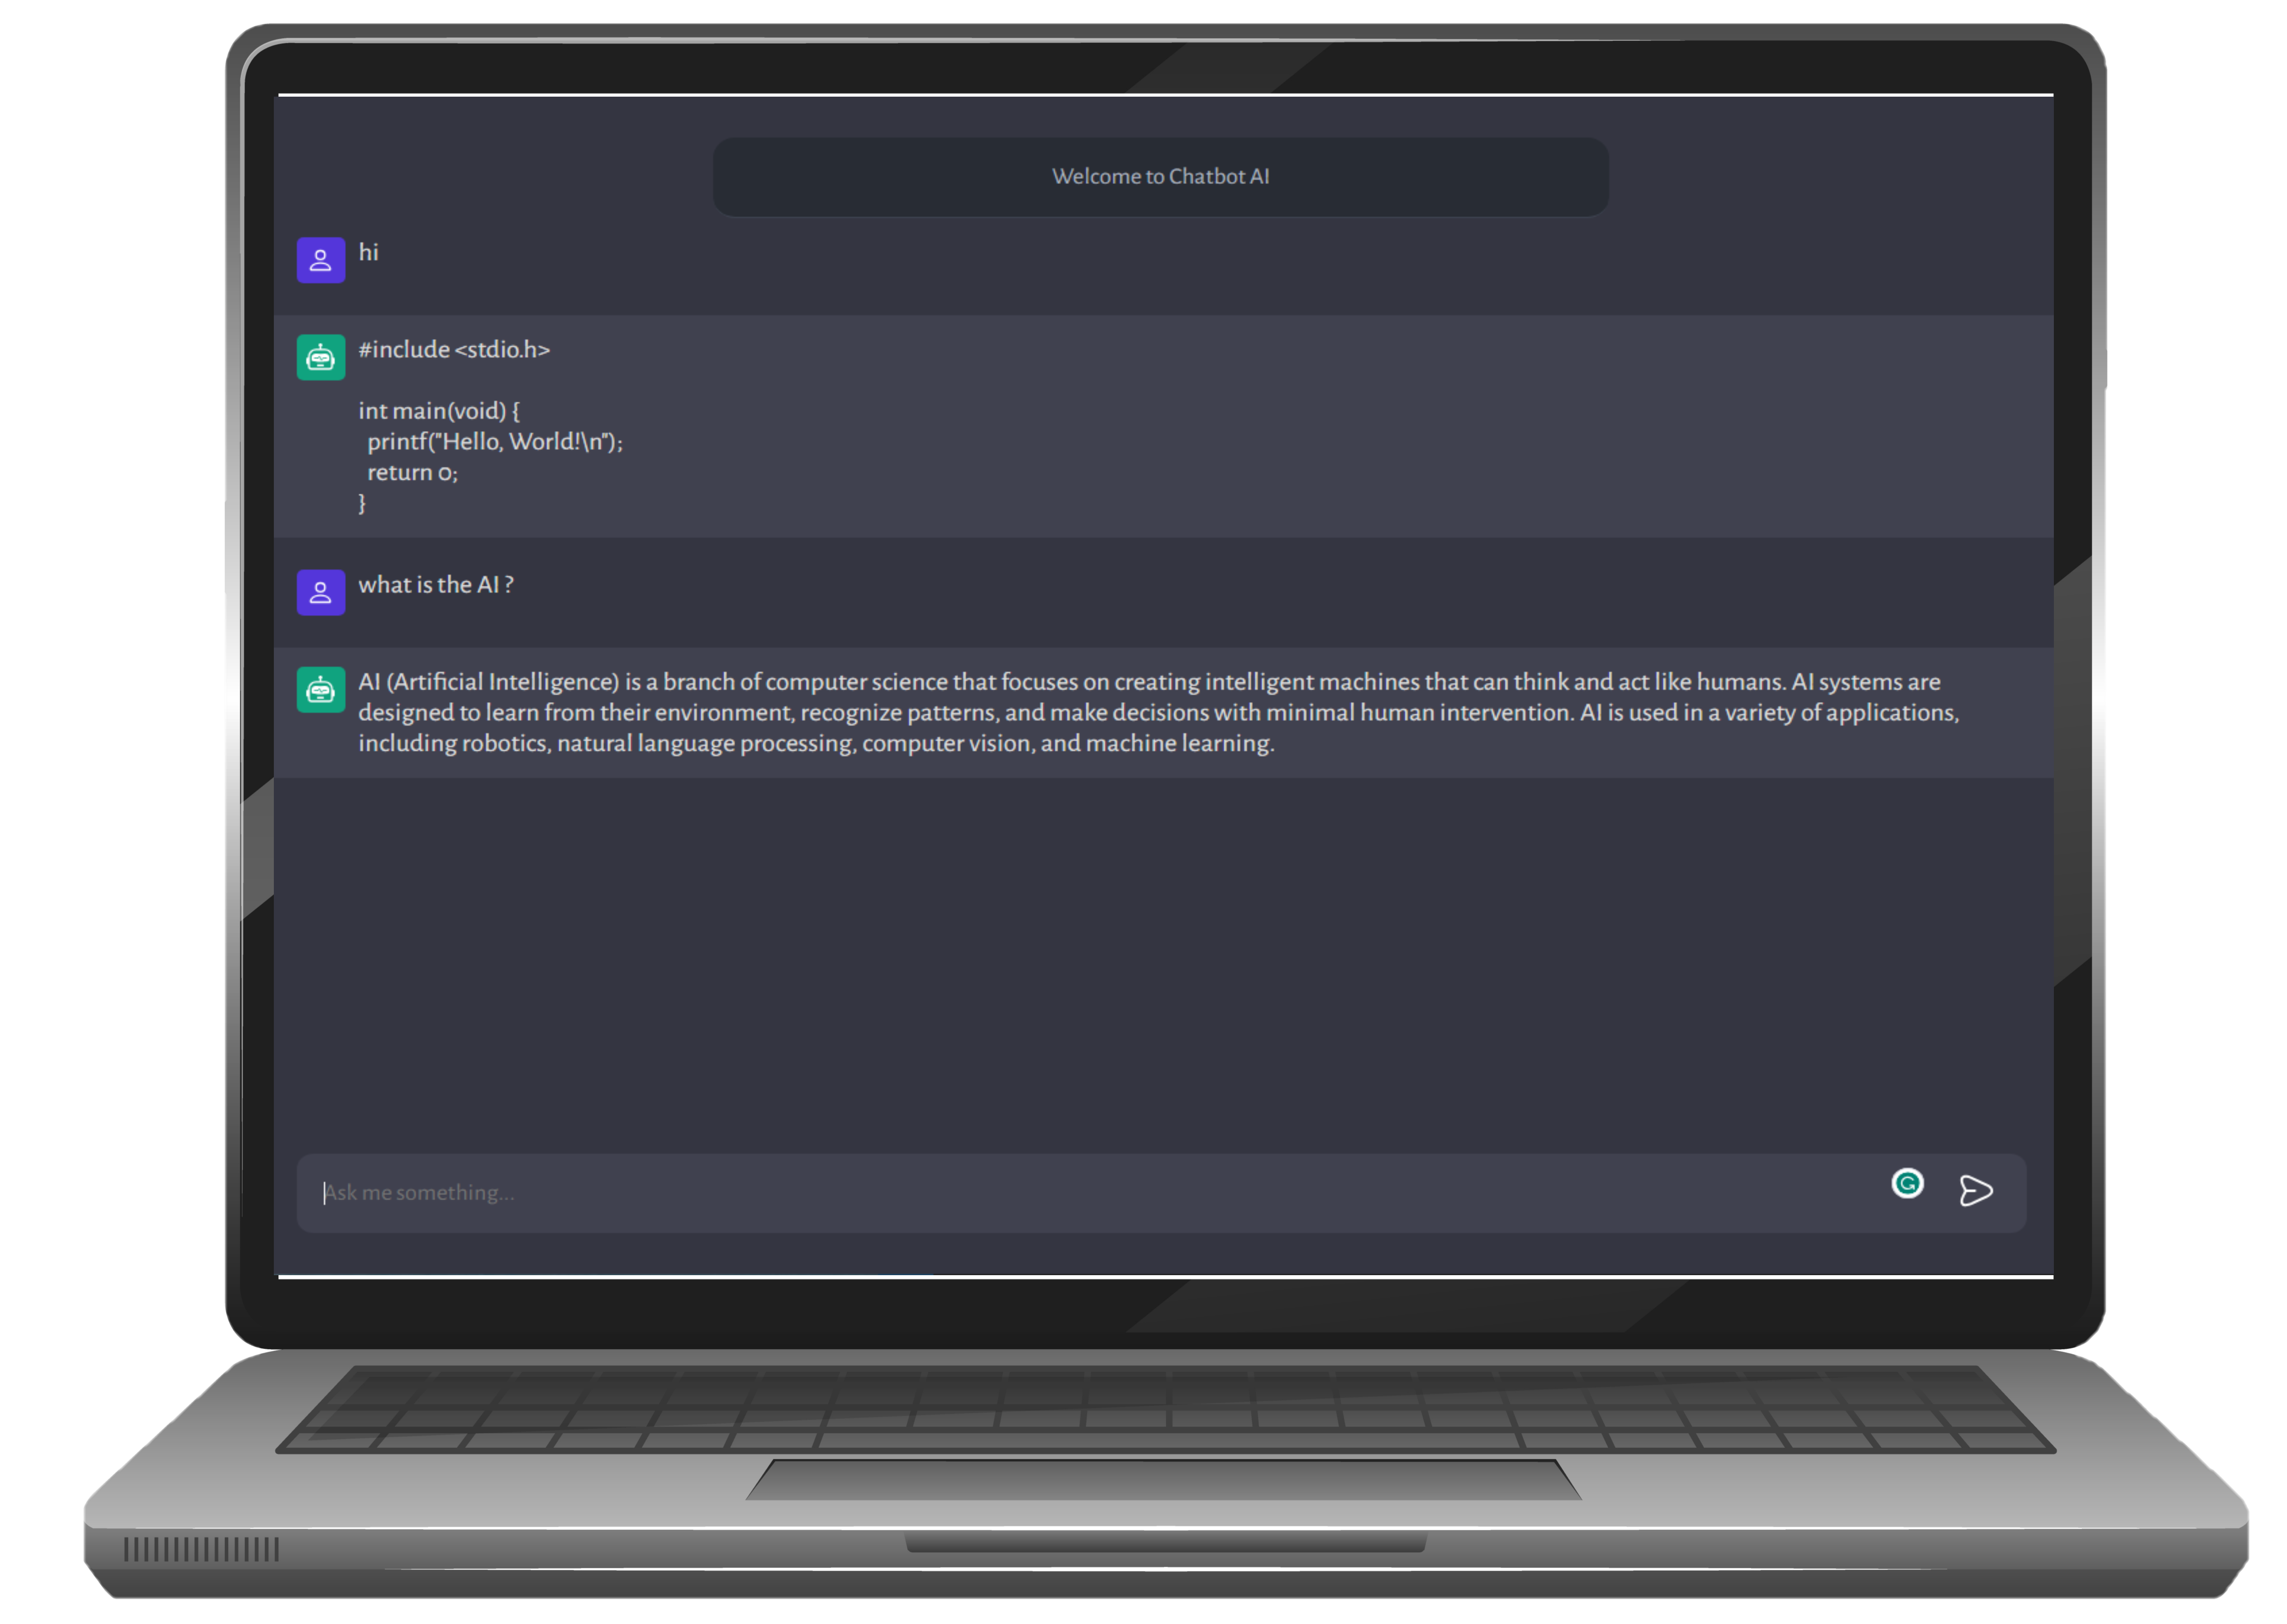 Welcome to Chatbot AI
hi
#include <stdio.h>
int main(void) {
printf("Hello, World!\n");
return 0;
}
what is the AI ?
AI (Artificial Intelligence) is a branch of computer science that focuses on creating intelligent machines that can think and act like humans. AI systems are
designed to learn from their environment, recognize patterns, and make decisions with minimal human intervention. AI is used in a variety of applications,
including robotics, natural language processing, computer vision, and machine learning.
Ask me something...